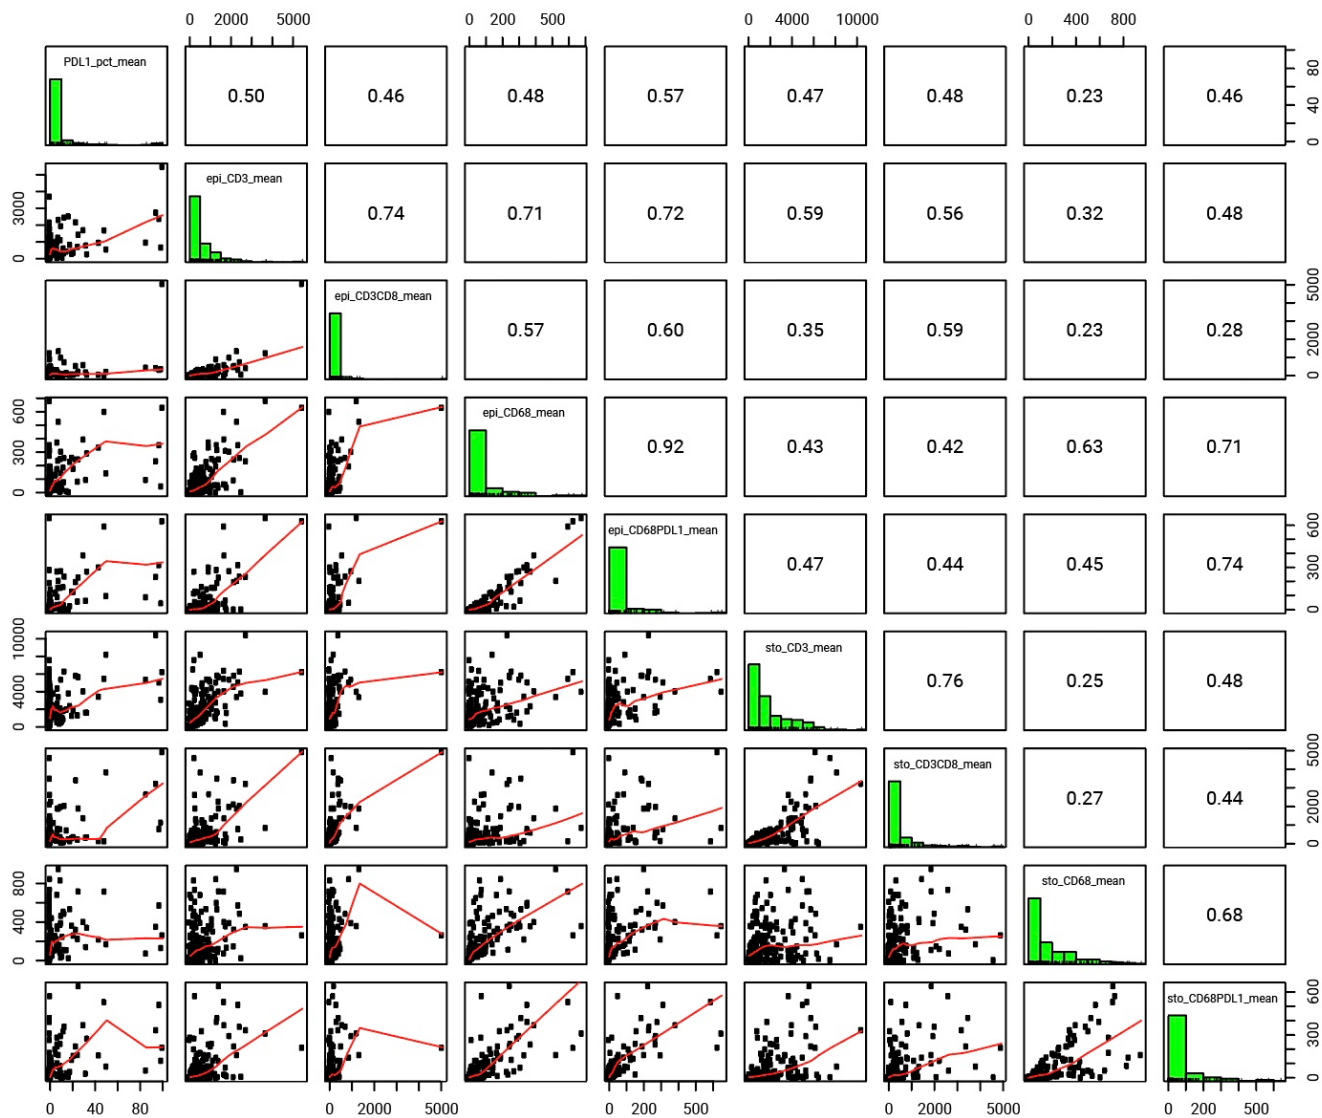 0 2000 5000 0 200 500 0 4000 10000 0 400 800
PDL1_pct_mean 0.50 0.46 0.48 0.57 0.47 0.48 0.23 0.46 0 40 80
0 3000 epi_CD3_mean 0.74 0.71 0.72 0.59 0.56 0.32 0.48
epi_CD3CD8_mean 0.57 0.60 0.35 0.59 0.23 0.28 0 2000 5000
0 300 600 epi_CD68_mean 0.92 0.43 0.42 0.63 0.71
epi_CD68PDL1_mean 0.47 0.44 0.45 0.74 0 300 600
0 4000 10000 sto_CD3_mean 0.76 0.25 0.48
sto_CD3CD8_mean 0.27 0.44 0 2000 5000
0 400 800 sto_CD68_mean 0.68
sto_CD68PDL1_mean 0 300 600
0 40 80 0 2000 5000 0 200 500 0 2000 5000 0 200 500